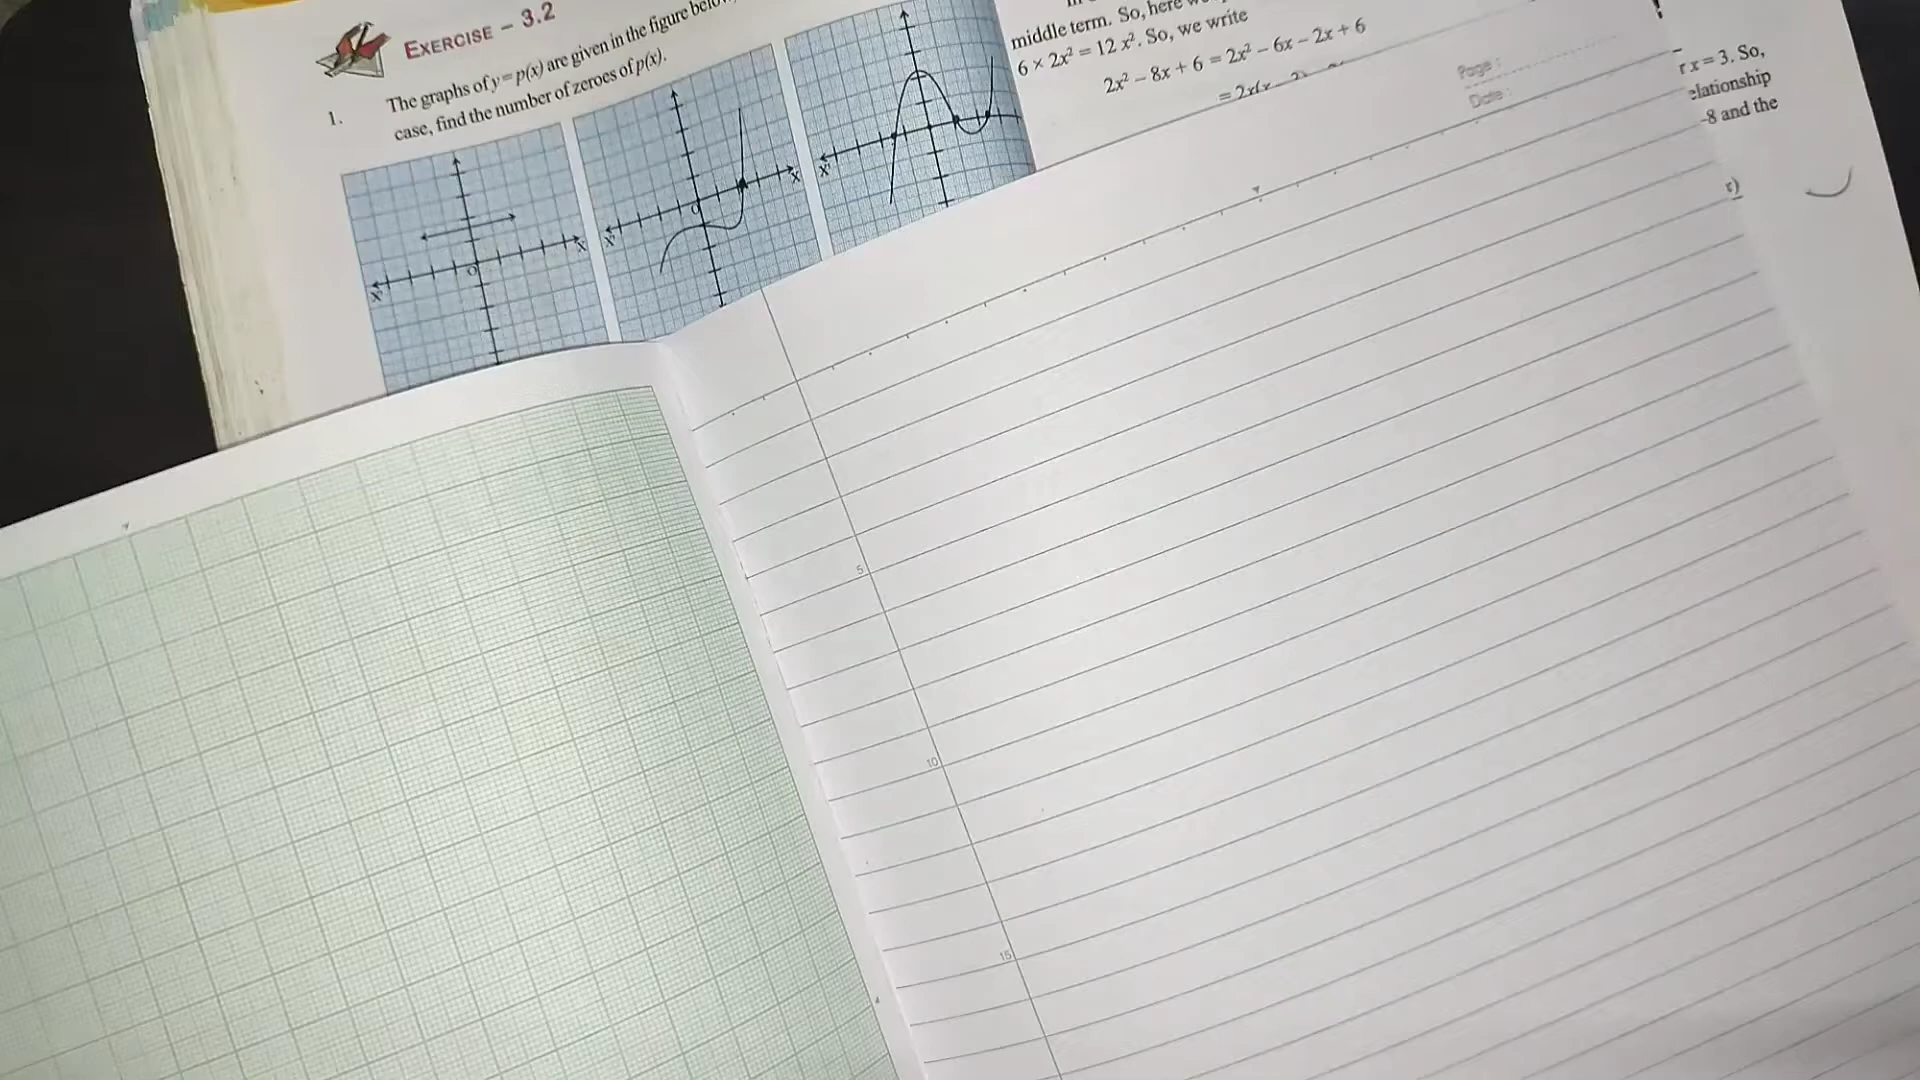 EXERCISE – 3.2
1. The graphs of y = p(x) are given in the figure below,
case, find the number of zeroes of p(x).
X'
O
X
X'
O
X
X'
middle term. So, here
6 × 2x² = 12 x². So, we write
2x² – 8x + 6 = 2x² – 6x – 2x + 6
= 2x(x
Page :
Date :
r x = 3. So,
elationship
-8 and the
5
10
15